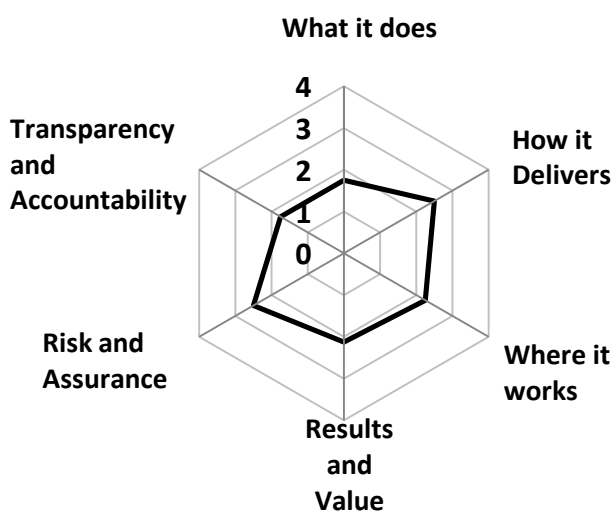 What it does
4
3
2
1
0
How it
Delivers
Where it
works
Results
and
Value
Risk and
Assurance
Transparency
and
Accountability